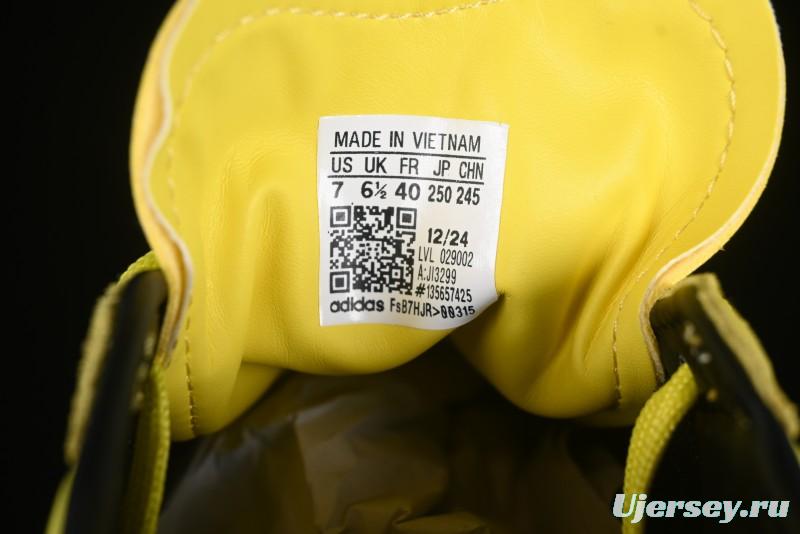 MADE IN VIETNAM
US UK FR JP CHN
7 6½ 40 250 245
12/24
LVL 029002
A:JI3299
#135657425
adidas FsB7HJR>00315
Ujersey.ru